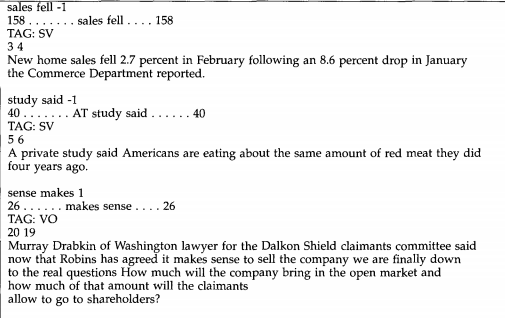 sales fell -1
158 . . . . . . . sales fell . . . . 158
TAG: SV
3 4
New home sales fell 2.7 percent in February following an 8.6 percent drop in January
the Commerce Department reported.
study said -1
40 . . . . . . . AT study said . . . . . . 40
TAG: SV
5 6
A private study said Americans are eating about the same amount of red meat they did
four years ago.
sense makes 1
26 . . . . . . makes sense . . . . 26
TAG: VO
20 19
Murray Drabkin of Washington lawyer for the Dalkon Shield claimants committee said
now that Robins has agreed it makes sense to sell the company we are finally down
to the real questions How much will the company bring in the open market and
how much of that amount will the claimants
allow to go to shareholders?